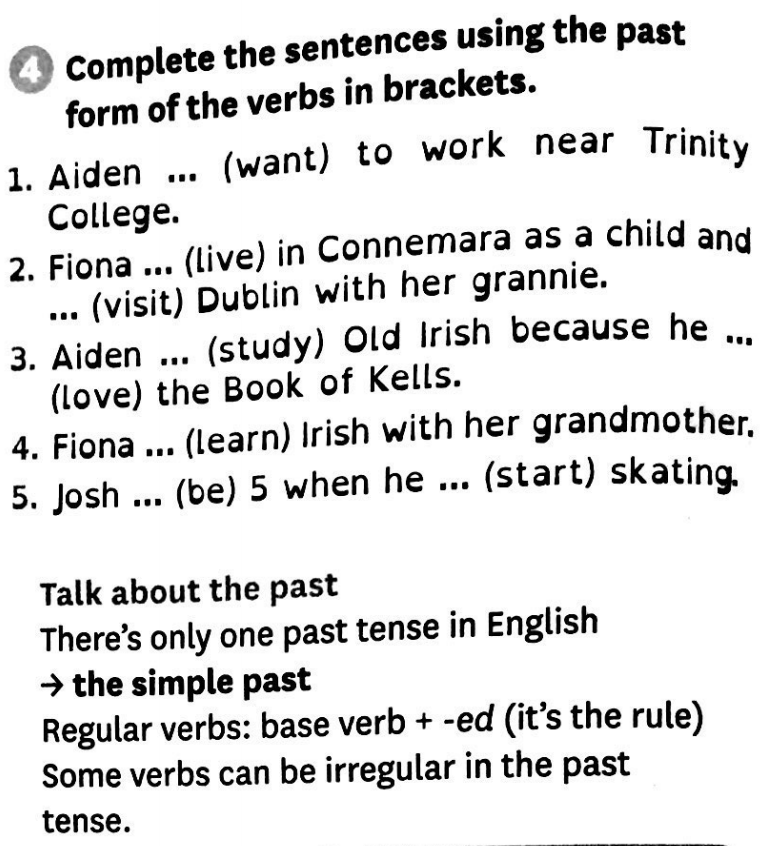 4 Complete the sentences using the past
form of the verbs in brackets.
1. Aiden ... (want) to work near Trinity
College.
2. Fiona ... (live) in Connemara as a child and
... (visit) Dublin with her grannie.
3. Aiden ... (study) Old Irish because he ...
(love) the Book of Kells.
4. Fiona ... (learn) Irish with her grandmother.
5. Josh ... (be) 5 when he ... (start) skating.
Talk about the past
There's only one past tense in English
→ the simple past
Regular verbs: base verb + -ed (it's the rule)
Some verbs can be irregular in the past
tense.